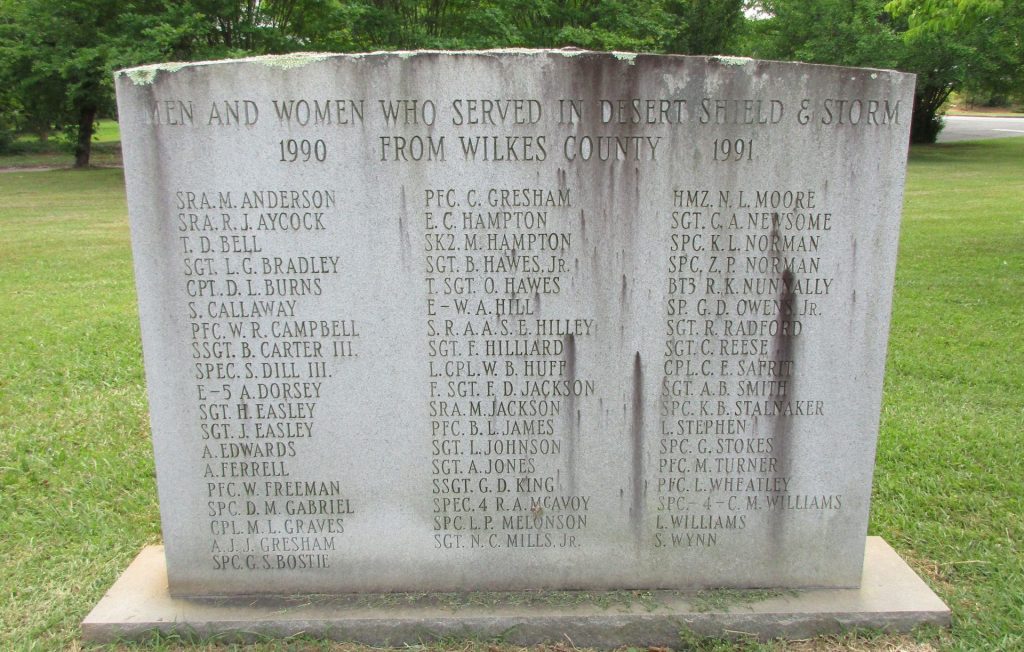 MEN AND WOMEN WHO SERVED IN DESERT SHIELD & STORM
1990 FROM WILKES COUNTY 1991
SRA. M. ANDERSON
SRA. R. J. AYCOCK
T. D. BELL
SGT. L. G. BRADLEY
CPT. D. L. BURNS
S. CALLAWAY
PFC. W. R. CAMPBELL
SSGT. B. CARTER III.
SPEC. S. DILL III.
E-5 A. DORSEY
SGT. H. EASLEY
SGT. J. EASLEY
A. EDWARDS
A. FERRELL
PFC. W. FREEMAN
SPC. D. M. GABRIEL
CPL. M. L. GRAVES
A. J. J. GRESHAM
SPC. G. S. BOSTIE
PFC. C. GRESHAM
E. C. HAMPTON
SK2. M. HAMPTON
SGT. B. HAWES, JR.
T. SGT. O. HAWES
E-W. A. HILL
S. R. A. A. S. E. HILLEY
SGT. F. HILLIARD
L. CPL. W. B. HUFF
F. SGT. F. D. JACKSON
SRA. M. JACKSON
PFC. B. L. JAMES
SGT. L. JOHNSON
SGT. A. JONES
SSGT. G. D. KING
SPEC. 4 R. A. MCAVOY
SPC. L. P. MELONSON
SGT. N. C. MILLS, JR.
HMZ. N. L. MOORE
SGT. C. A. NEWSOME
SPC. K. L. NORMAN
SPC. Z. P. NORMAN
BT3 R. K. NUNNALLY
SP. G. D. OWENS, JR.
SGT. R. RADFORD
SGT. C. REESE
CPL. C. E. SAFRIT
SGT. A. B. SMITH
SPC. K. B. STALNAKER
L. STEPHEN
SPC. G. STOKES
PFC. M. TURNER
PFC. L. WHEATLEY
SPC.-4-C. M. WILLIAMS
L. WILLIAMS
S. WYNN